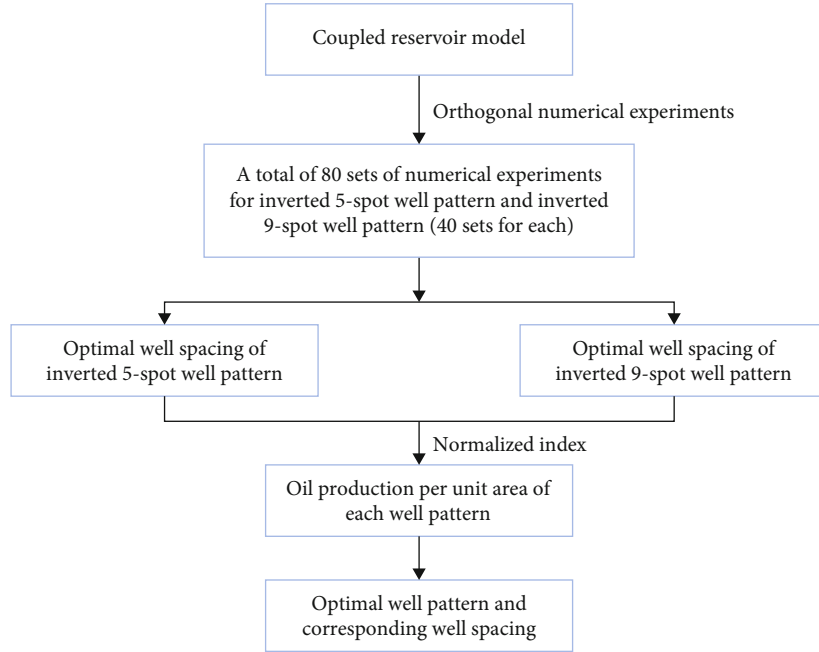 Coupled reservoir model
Orthogonal numerical experiments
A total of 80 sets of numerical experiments
for inverted 5-spot well pattern and inverted
9-spot well pattern (40 sets for each)
Optimal well spacing of
inverted 5-spot well pattern
Optimal well spacing of
inverted 9-spot well pattern
Normalized index
Oil production per unit area of
each well pattern
Optimal well pattern and
corresponding well spacing